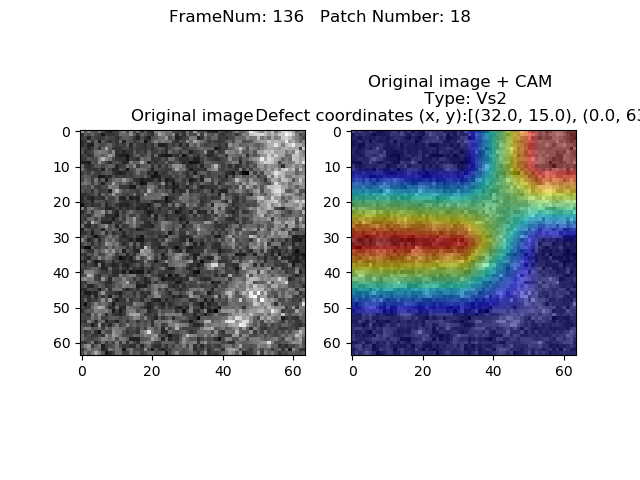 FrameNum: 136   Patch Number: 18
Original image + CAM
Type: Vs2
Original image
Defect coordinates (x, y):[(32.0, 15.0), (0.0, 63
0
10
20
30
40
50
60
0 20 40 60
0
10
20
30
40
50
60
0 20 40 60